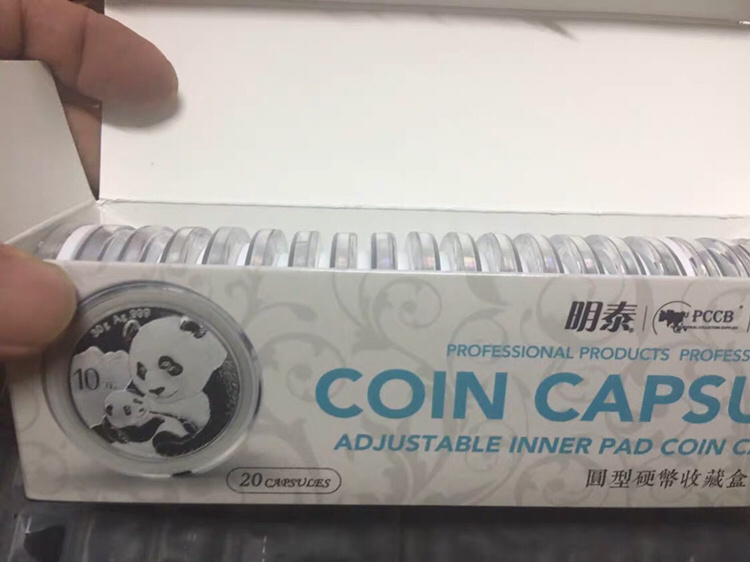 明泰 PCCB
PROFESSIONAL PRODUCTS PROFESS
COIN CAPSU
ADJUSTABLE INNER PAD COIN CA
圓型硬幣收藏盒
20 CAPSULES
10元
30g Ag 999